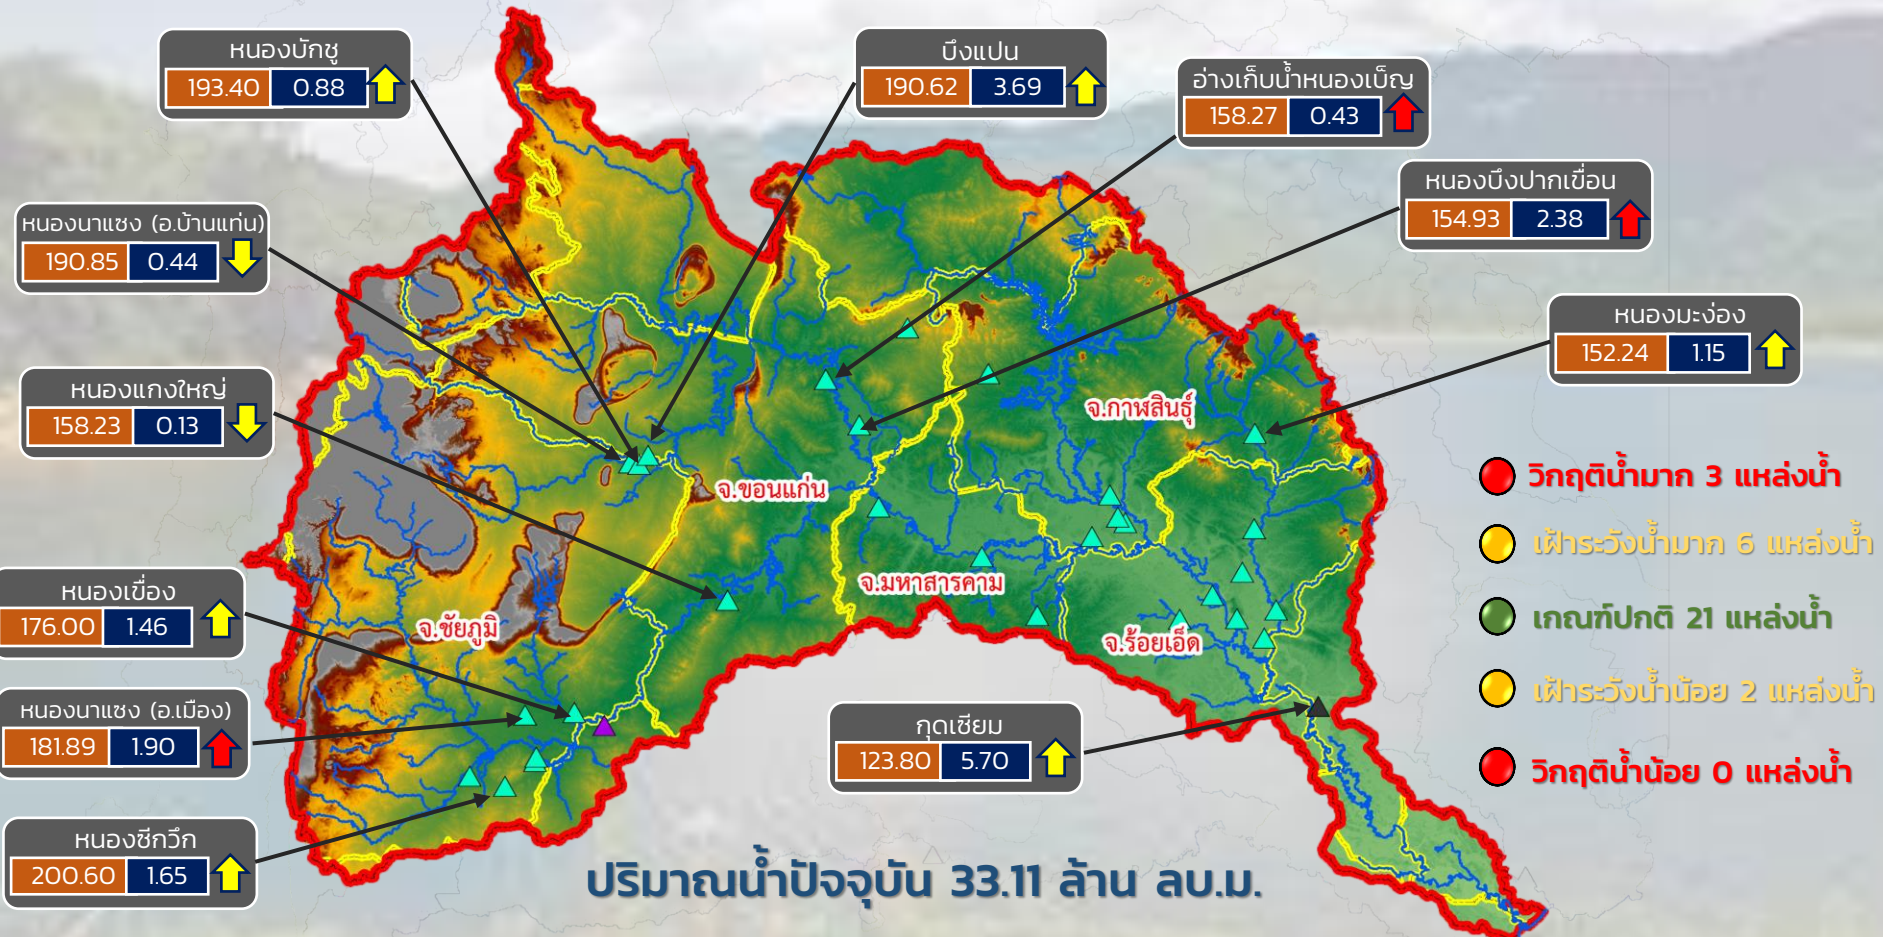 หนองบักชู
193.40 0.88
บึงแปน
190.62 3.69
อ่างเก็บน้ำหนองเบ็ญ
158.27 0.43
หนองบึงปากเขื่อน
154.93 2.38
หนองนาแซง (อ.บ้านแท่น)
190.85 0.44
หนองมะง่อง
152.24 1.15
หนองแกงใหญ่
158.23 0.13
จ.กาฬสินธุ์
จ.ขอนแก่น
วิกฤติน้ำมาก 3 แหล่งน้ำ
เฝ้าระวังน้ำมาก 6 แหล่งน้ำ
เกณฑ์ปกติ 21 แหล่งน้ำ
เฝ้าระวังน้ำน้อย 2 แหล่งน้ำ
วิกฤติน้ำน้อย 0 แหล่งน้ำ
หนองเขื่อง
176.00 1.46
จ.มหาสารคาม
จ.ชัยภูมิ
จ.ร้อยเอ็ด
หนองนาแซง (อ.เมือง)
181.89 1.90
กุดเซียม
123.80 5.70
หนองซีกวึก
200.60 1.65
ปริมาณน้ำปัจจุบัน 33.11 ล้าน ลบ.ม.